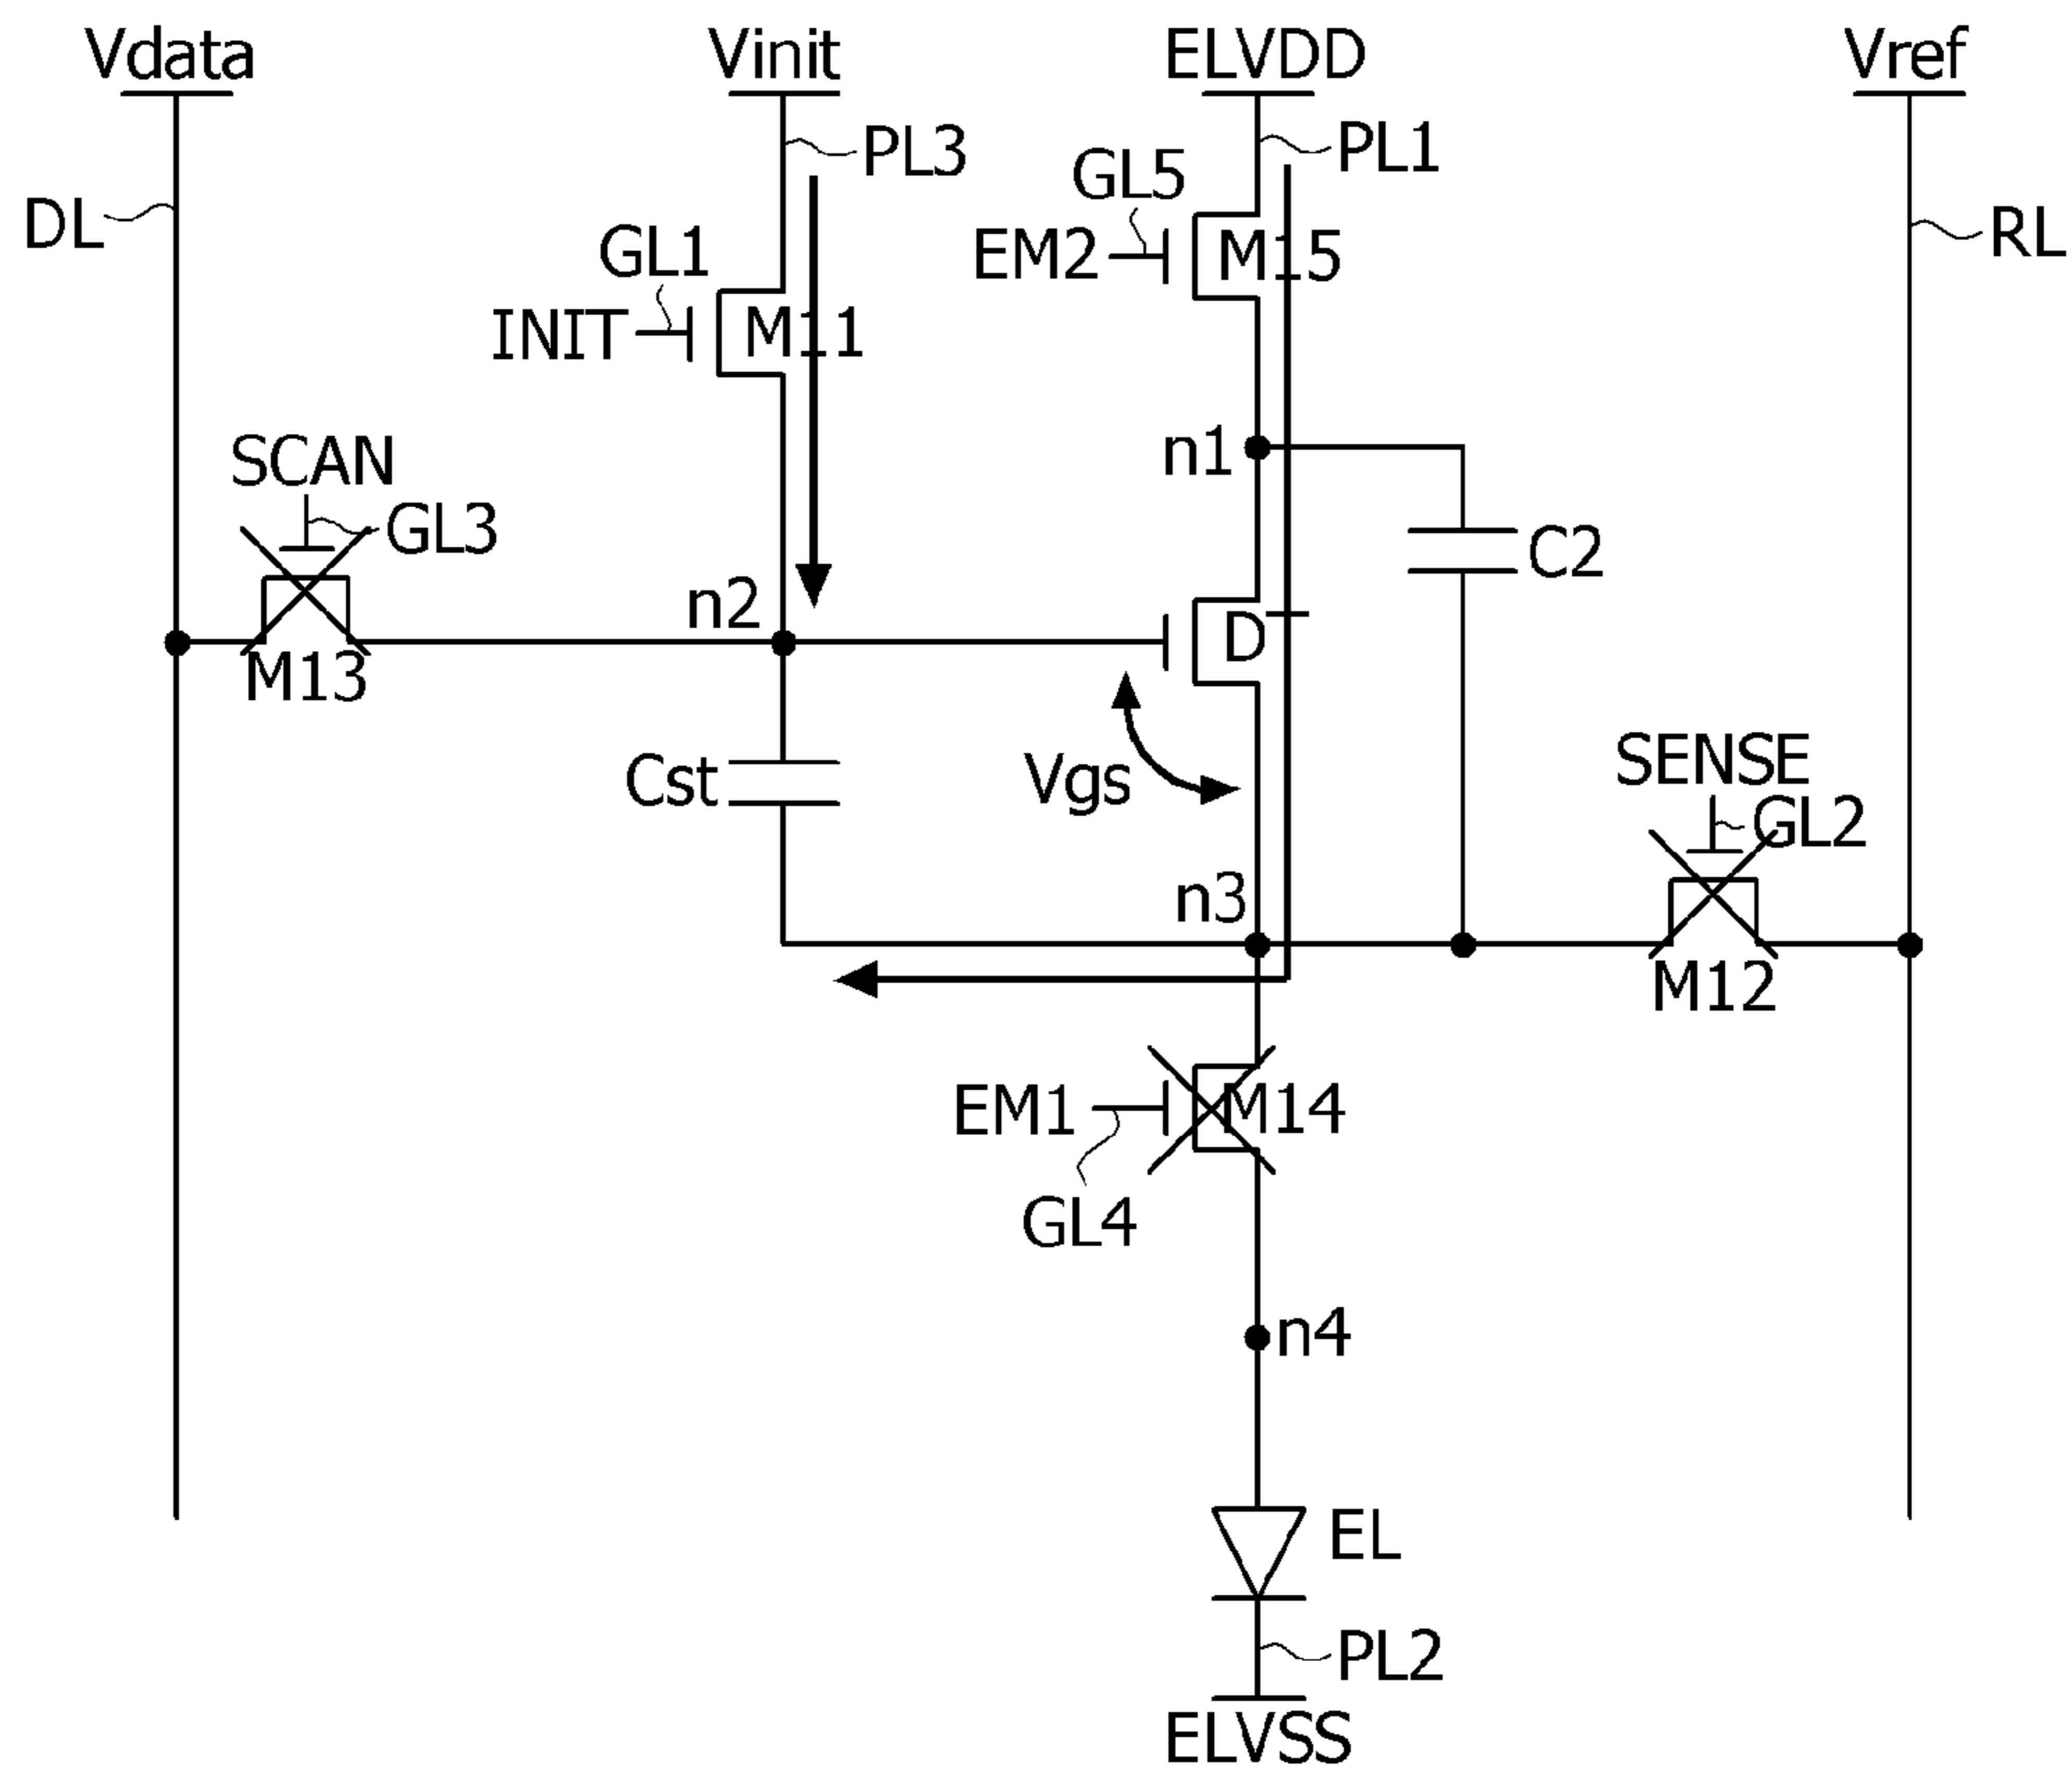 Vdata Vinit ELVDD Vref
PL3 PL1
GL5
DL EM2 M15 RL
GL1
INIT M11
n1
SCAN
GL3 C2
n2 DT
M13
Cst Vgs SENSE
GL2
n3
M12
EM1 M14
GL4
n4
EL
PL2
ELVSS